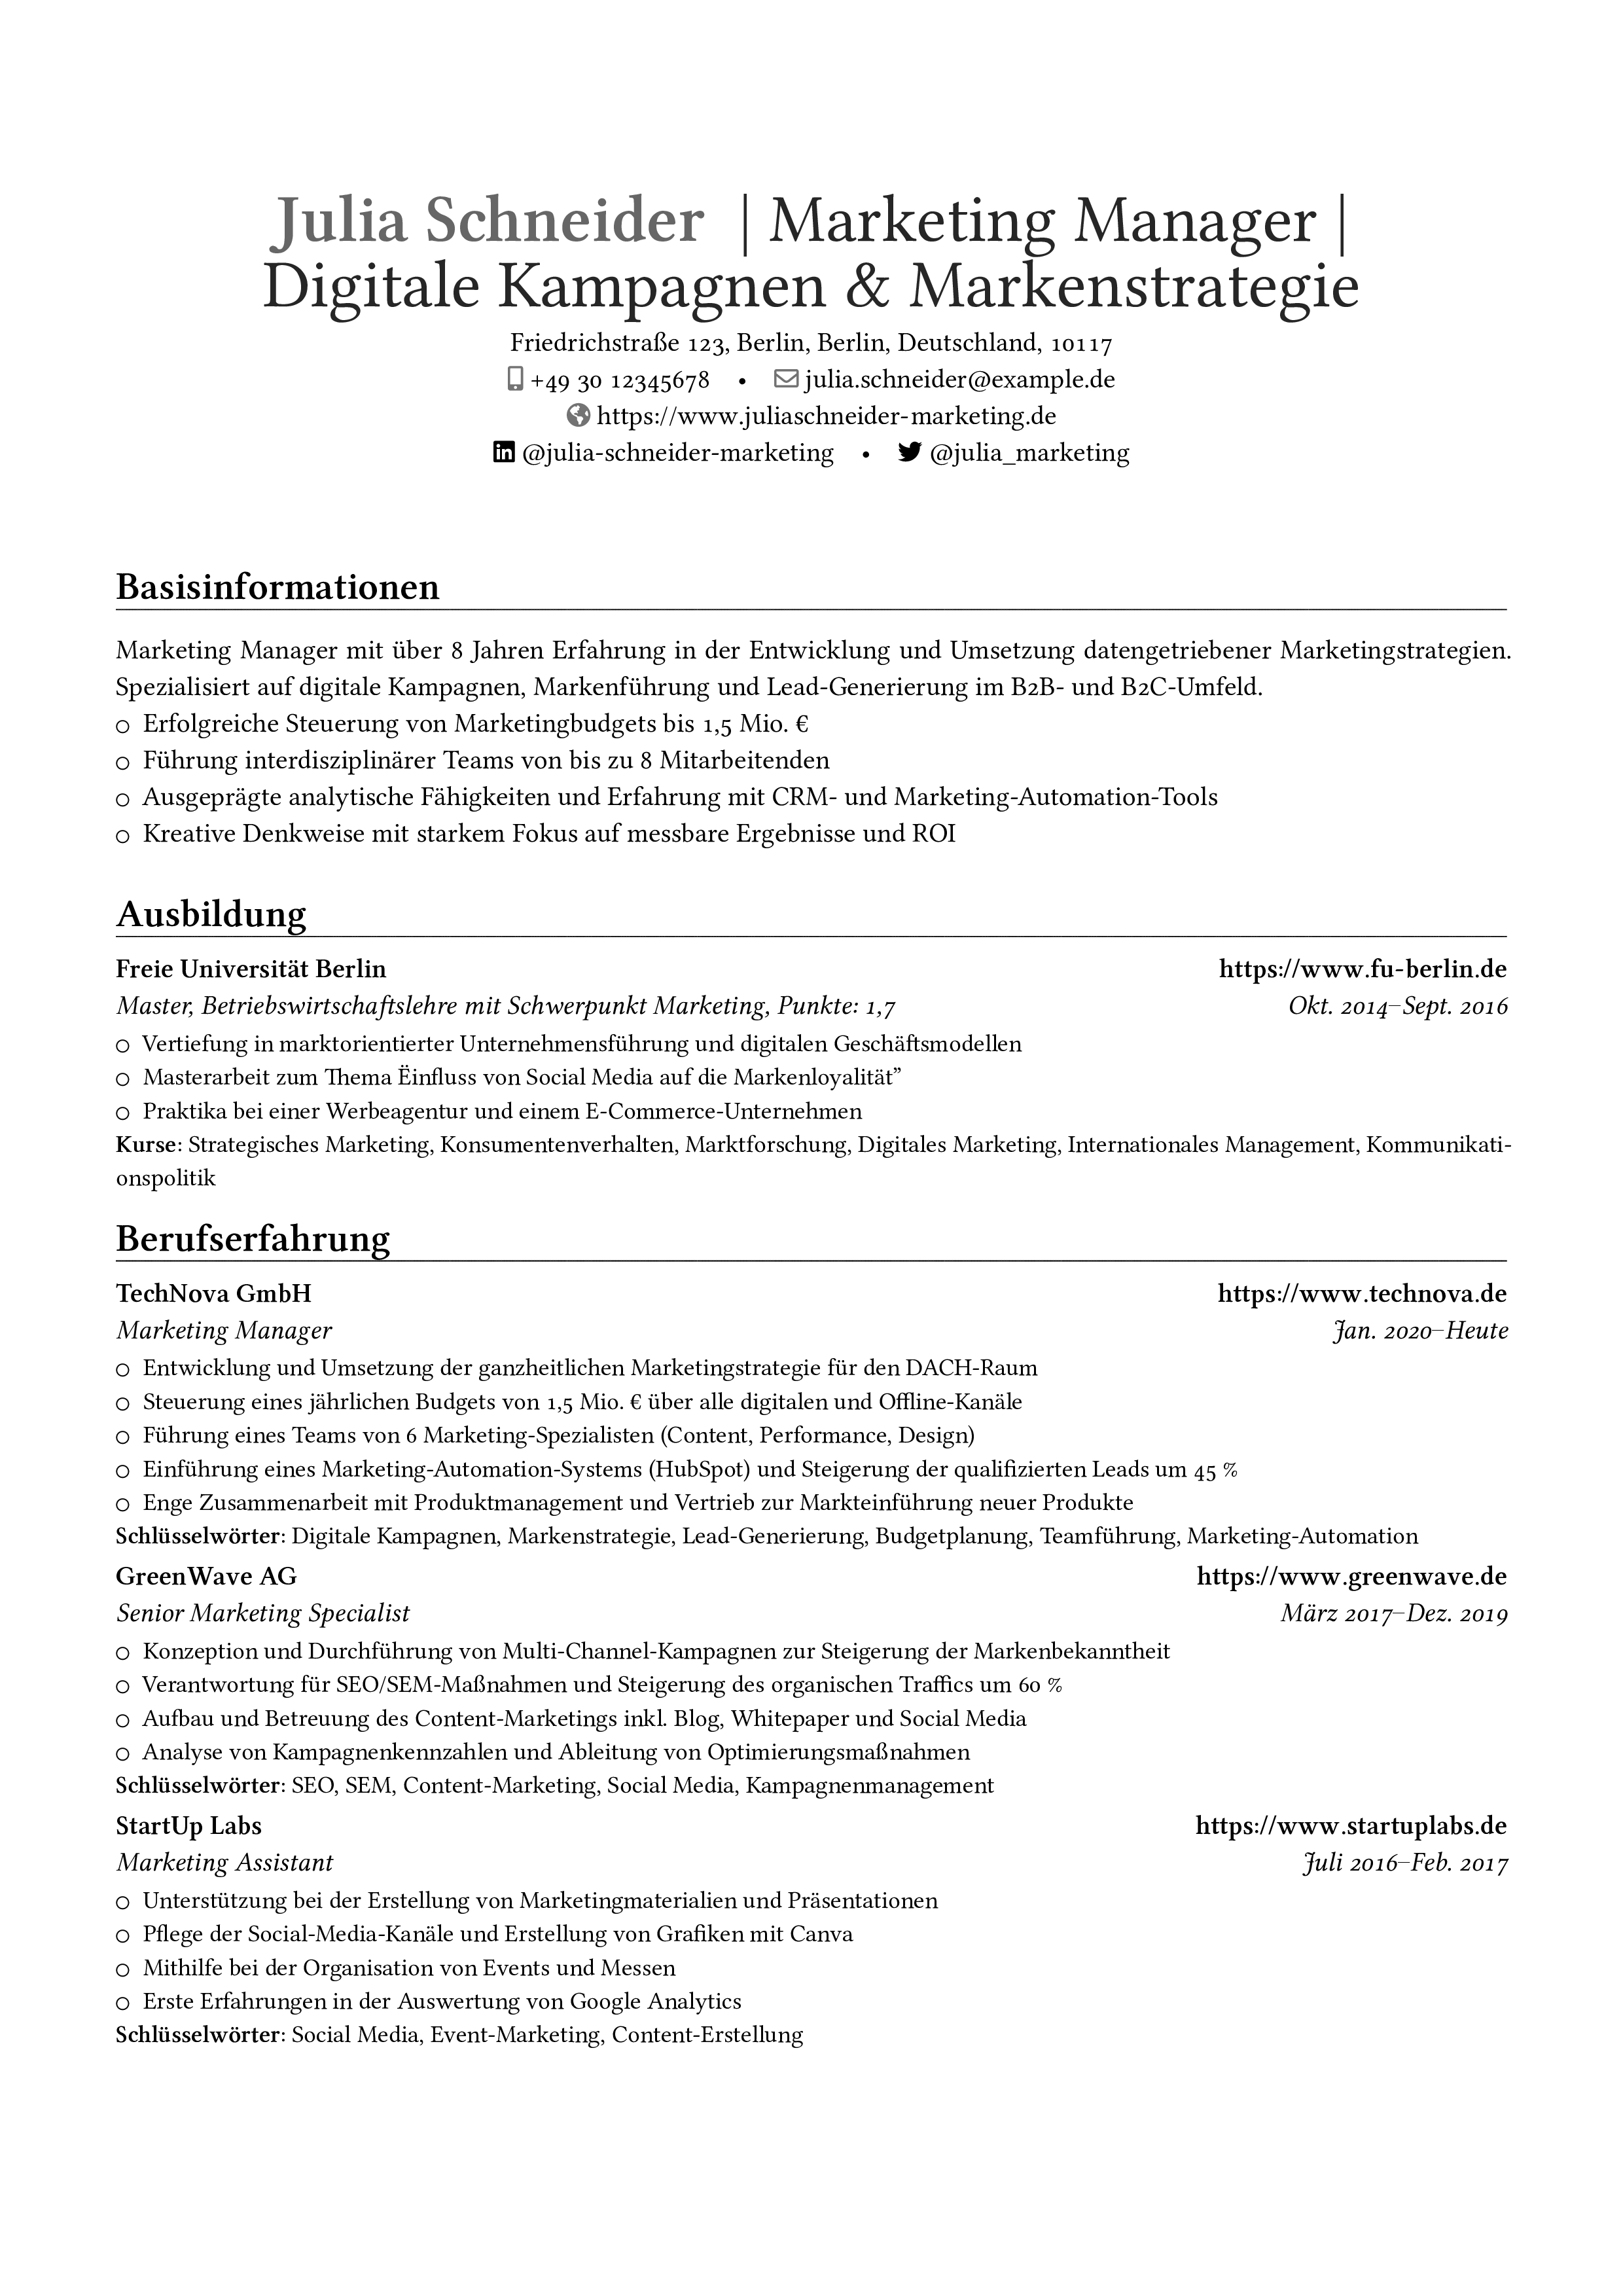 Julia Schneider | Marketing Manager |
Digitale Kampagnen & Markenstrategie
Friedrichstraße 123, Berlin, Berlin, Deutschland, 10117
+49 30 12345678 • julia.schneider@example.de
https://www.juliaschneider-marketing.de
@julia-schneider-marketing • @julia_marketing
Basisinformationen
Marketing Manager mit über 8 Jahren Erfahrung in der Entwicklung und Umsetzung datengetriebener Marketingstrategien.
Spezialisiert auf digitale Kampagnen, Markenführung und Lead-Generierung im B2B- und B2C-Umfeld.
○ Erfolgreiche Steuerung von Marketingbudgets bis 1,5 Mio. €
○ Führung interdisziplinärer Teams von bis zu 8 Mitarbeitenden
○ Ausgeprägte analytische Fähigkeiten und Erfahrung mit CRM- und Marketing-Automation-Tools
○ Kreative Denkweise mit starkem Fokus auf messbare Ergebnisse und ROI
Ausbildung
Freie Universität Berlin https://www.fu-berlin.de
Master, Betriebswirtschaftslehre mit Schwerpunkt Marketing, Punkte: 1,7 Okt. 2014–Sept. 2016
○ Vertiefung in marktorientierter Unternehmensführung und digitalen Geschäftsmodellen
○ Masterarbeit zum Thema Ëinfluss von Social Media auf die Markenloyalität”
○ Praktika bei einer Werbeagentur und einem E-Commerce-Unternehmen
Kurse: Strategisches Marketing, Konsumentenverhalten, Marktforschung, Digitales Marketing, Internationales Management, Kommunikati-
onspolitik
Berufserfahrung
TechNova GmbH https://www.technova.de
Marketing Manager Jan. 2020–Heute
○ Entwicklung und Umsetzung der ganzheitlichen Marketingstrategie für den DACH-Raum
○ Steuerung eines jährlichen Budgets von 1,5 Mio. € über alle digitalen und Offline-Kanäle
○ Führung eines Teams von 6 Marketing-Spezialisten (Content, Performance, Design)
○ Einführung eines Marketing-Automation-Systems (HubSpot) und Steigerung der qualifizierten Leads um 45 %
○ Enge Zusammenarbeit mit Produktmanagement und Vertrieb zur Markteinführung neuer Produkte
Schlüsselwörter: Digitale Kampagnen, Markenstrategie, Lead-Generierung, Budgetplanung, Teamführung, Marketing-Automation
GreenWave AG https://www.greenwave.de
Senior Marketing Specialist März 2017–Dez. 2019
○ Konzeption und Durchführung von Multi-Channel-Kampagnen zur Steigerung der Markenbekanntheit
○ Verantwortung für SEO/SEM-Maßnahmen und Steigerung des organischen Traffics um 60 %
○ Aufbau und Betreuung des Content-Marketings inkl. Blog, Whitepaper und Social Media
○ Analyse von Kampagnenkennzahlen und Ableitung von Optimierungsmaßnahmen
Schlüsselwörter: SEO, SEM, Content-Marketing, Social Media, Kampagnenmanagement
StartUp Labs https://www.startuplabs.de
Marketing Assistant Juli 2016–Feb. 2017
○ Unterstützung bei der Erstellung von Marketingmaterialien und Präsentationen
○ Pflege der Social-Media-Kanäle und Erstellung von Grafiken mit Canva
○ Mithilfe bei der Organisation von Events und Messen
○ Erste Erfahrungen in der Auswertung von Google Analytics
Schlüsselwörter: Social Media, Event-Marketing, Content-Erstellung